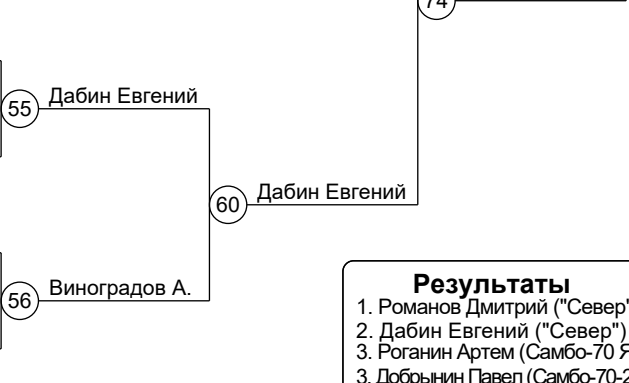 74
55 Дабин Евгений
60 Дабин Евгений
56 Виноградов А.
Результаты
1. Романов Дмитрий ("Север"
2. Дабин Евгений ("Север")
3. Роганин Артем (Самбо-70 Я
3. Добрынин Павел (Самбо-70-2